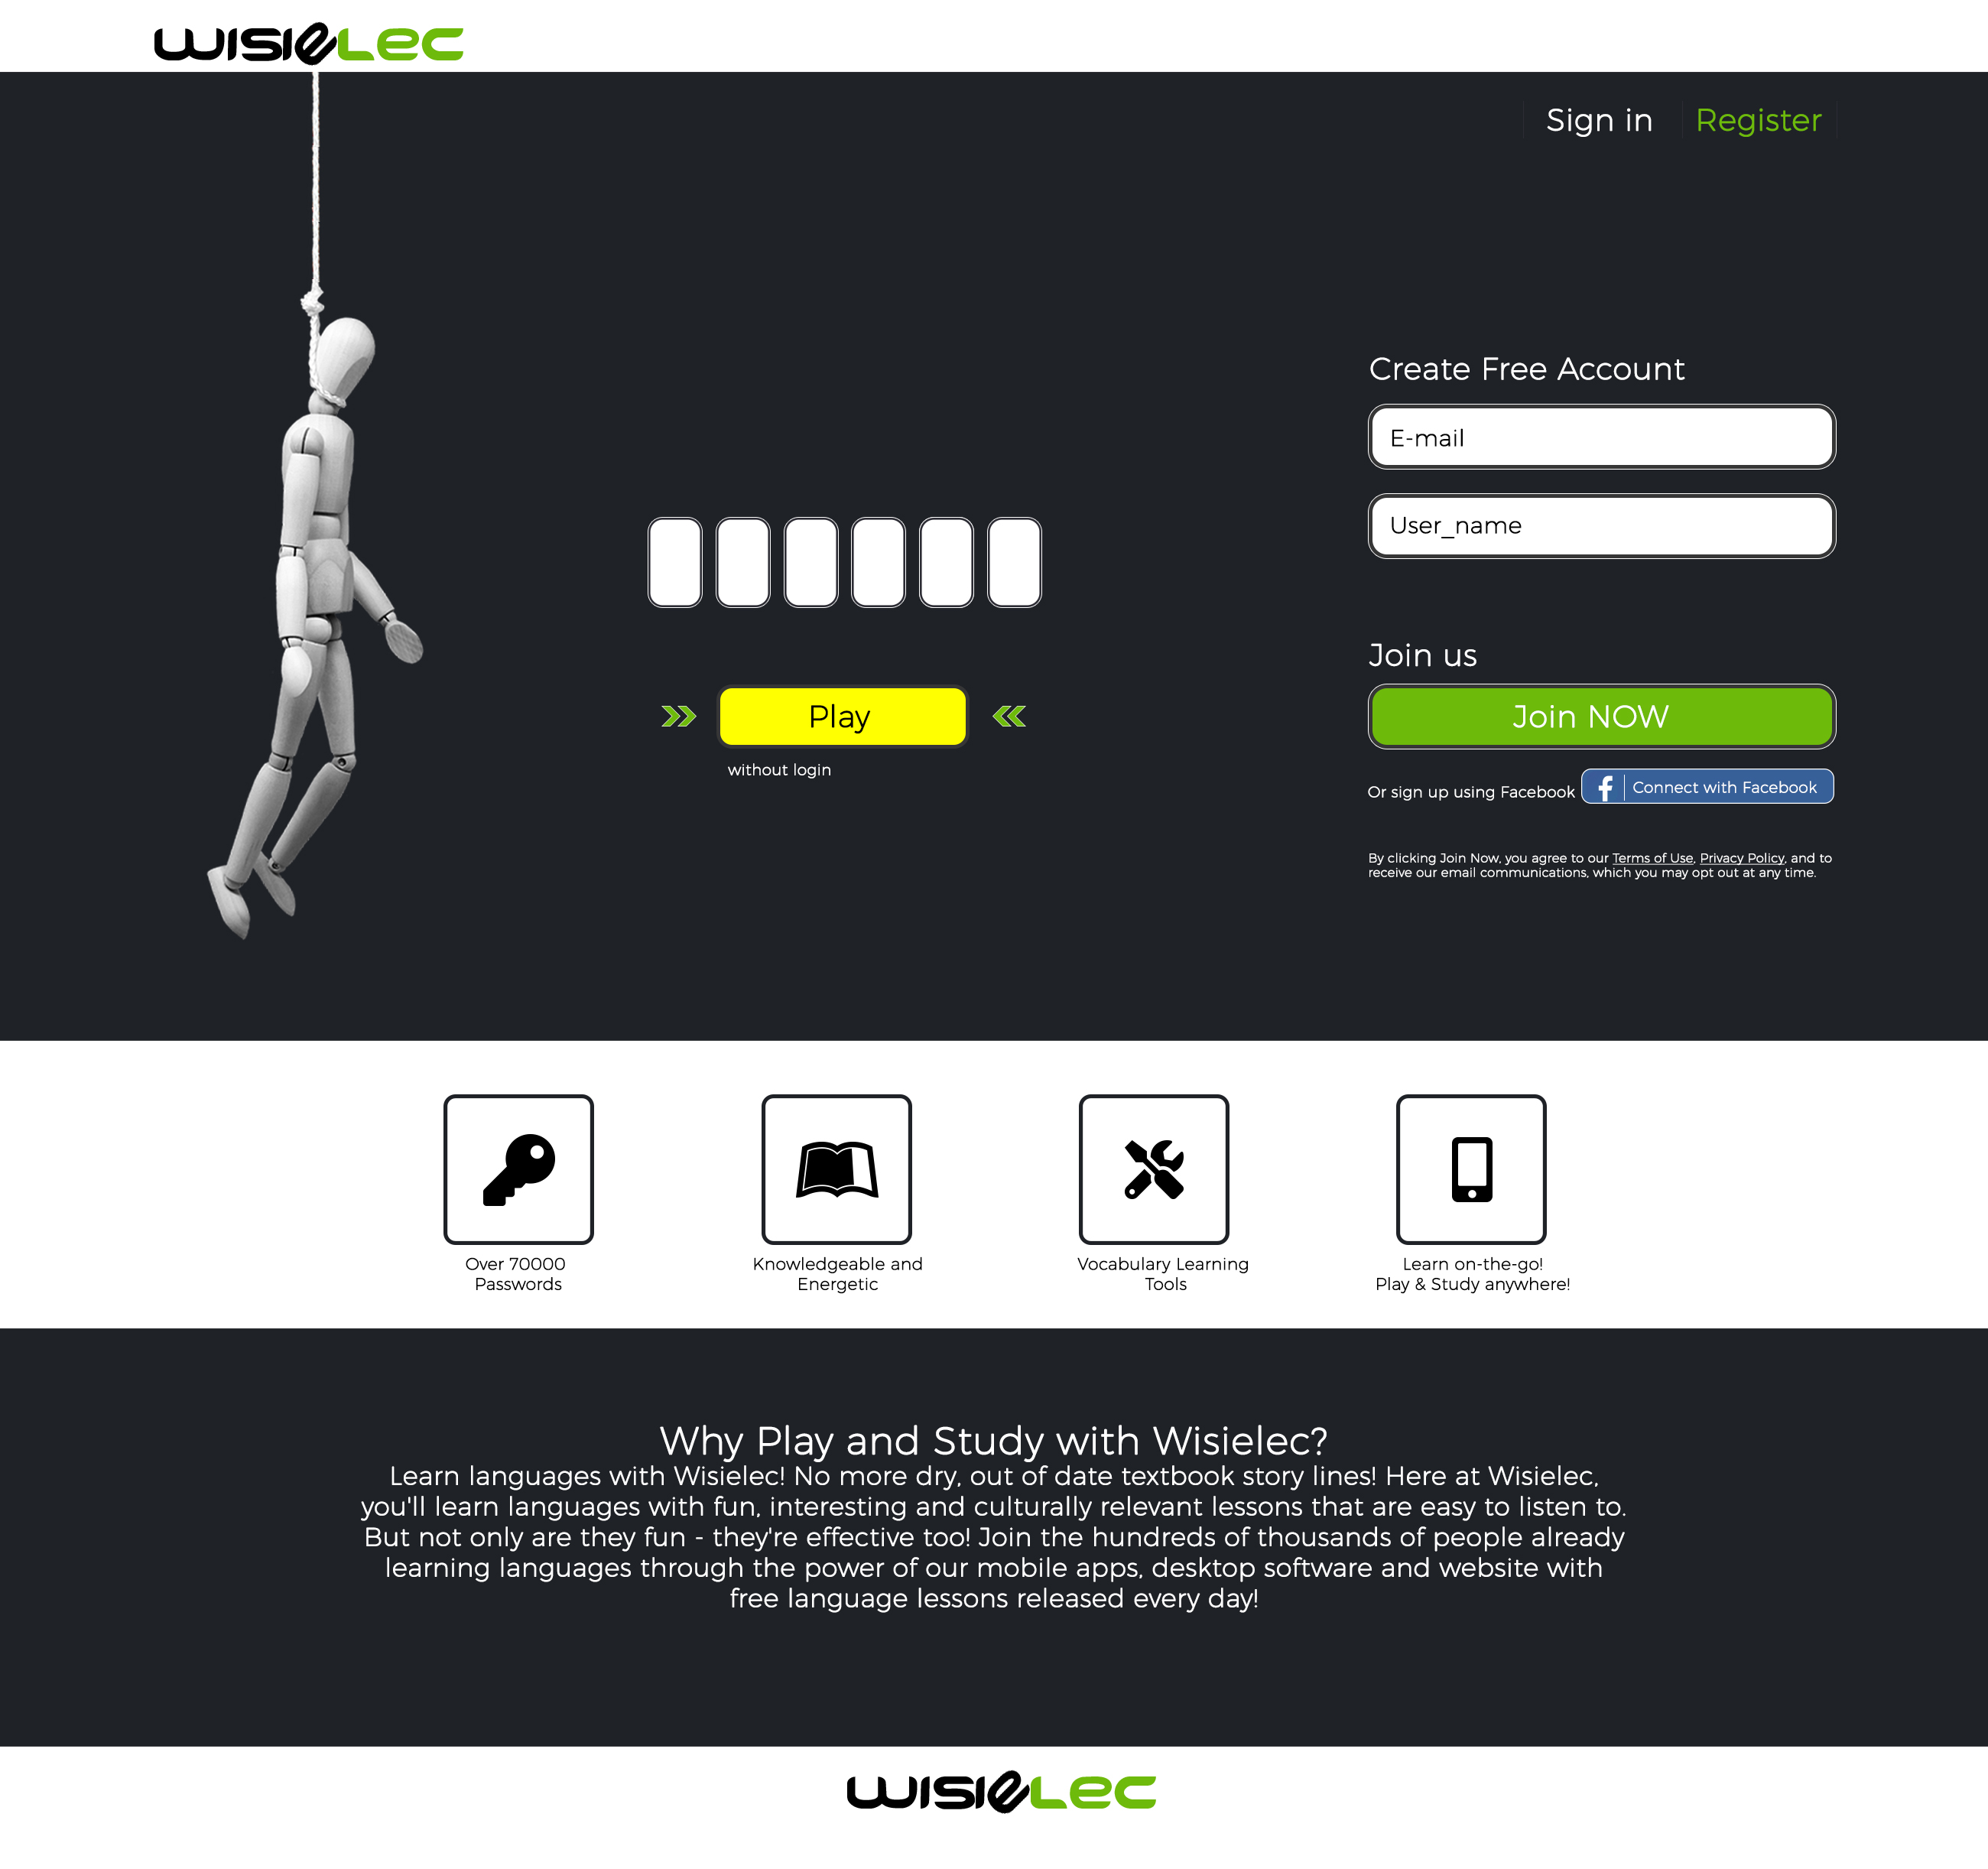 wisielec
Sign in
Register
Create Free Account
E-mail
User_name
Join us
Play
Join NOW
without login
Or sign up using Facebook
Connect with Facebook
By clicking Join Now, you agree to our Terms of Use, Privacy Policy, and to
receive our email communications, which you may opt out at any time.
Over 70000
Passwords
Knowledgeable and
Energetic
Vocabulary Learning
Tools
Learn on-the-go!
Play & Study anywhere!
Why Play and Study with Wisielec?
Learn languages with Wisielec! No more dry, out of date textbook story lines! Here at Wisielec,
you'll learn languages with fun, interesting and culturally relevant lessons that are easy to listen to.
But not only are they fun - they're effective too! Join the hundreds of thousands of people already
learning languages through the power of our mobile apps, desktop software and website with
free language lessons released every day!
wisielec